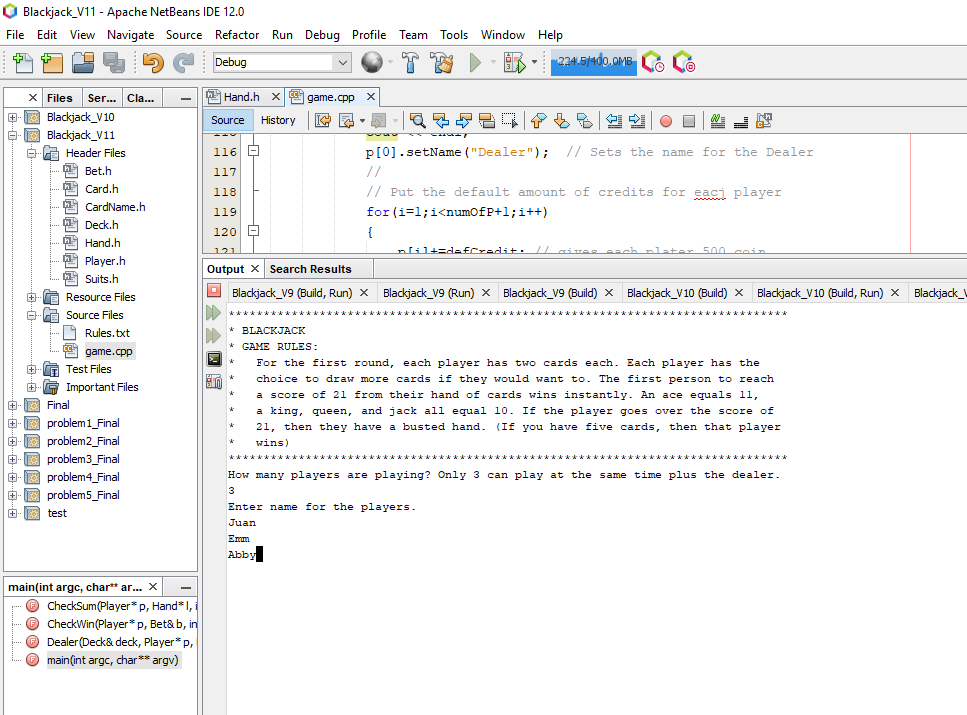 Blackjack_V11 - Apache NetBeans IDE 12.0
File Edit View Navigate Source Refactor Run Debug Profile Team Tools Window Help
Debug
224.5/400.0MB
Files Ser... Cla...
Blackjack_V10
Blackjack_V11
Header Files
Bet.h
Card.h
CardName.h
Deck.h
Hand.h
Player.h
Suits.h
Resource Files
Source Files
Rules.txt
game.cpp
Test Files
Important Files
Final
problem1_Final
problem2_Final
problem3_Final
problem4_Final
problem5_Final
test
main(int argc, char** ar...
CheckSum(Player* p, Hand* l, i
CheckWin(Player* p, Bet& b, in
Dealer(Deck& deck, Player* p,
main(int argc, char** argv)
Hand.h game.cpp
Source History
115 cout << endl;
116 p[0].setName("Dealer"); // Sets the name for the Dealer
117 //
118 // Put the default amount of credits for eacj player
119 for(i=1;i<numOfP+1;i++)
120 {
121 p[i]+=defCredit; // gives each plater 500 coin
Output Search Results
Blackjack_V9 (Build, Run) Blackjack_V9 (Run) Blackjack_V9 (Build) Blackjack_V10 (Build) Blackjack_V10 (Build, Run) Blackjack_V
********************************************************************************
* BLACKJACK
* GAME RULES:
* For the first round, each player has two cards each. Each player has the
* choice to draw more cards if they would want to. The first person to reach
* a score of 21 from their hand of cards wins instantly. An ace equals 11,
* a king, queen, and jack all equal 10. If the player goes over the score of
* 21, then they have a busted hand. (If you have five cards, then that player
* wins)
********************************************************************************
How many players are playing? Only 3 can play at the same time plus the dealer.
3
Enter name for the players.
Juan
Emm
Abby